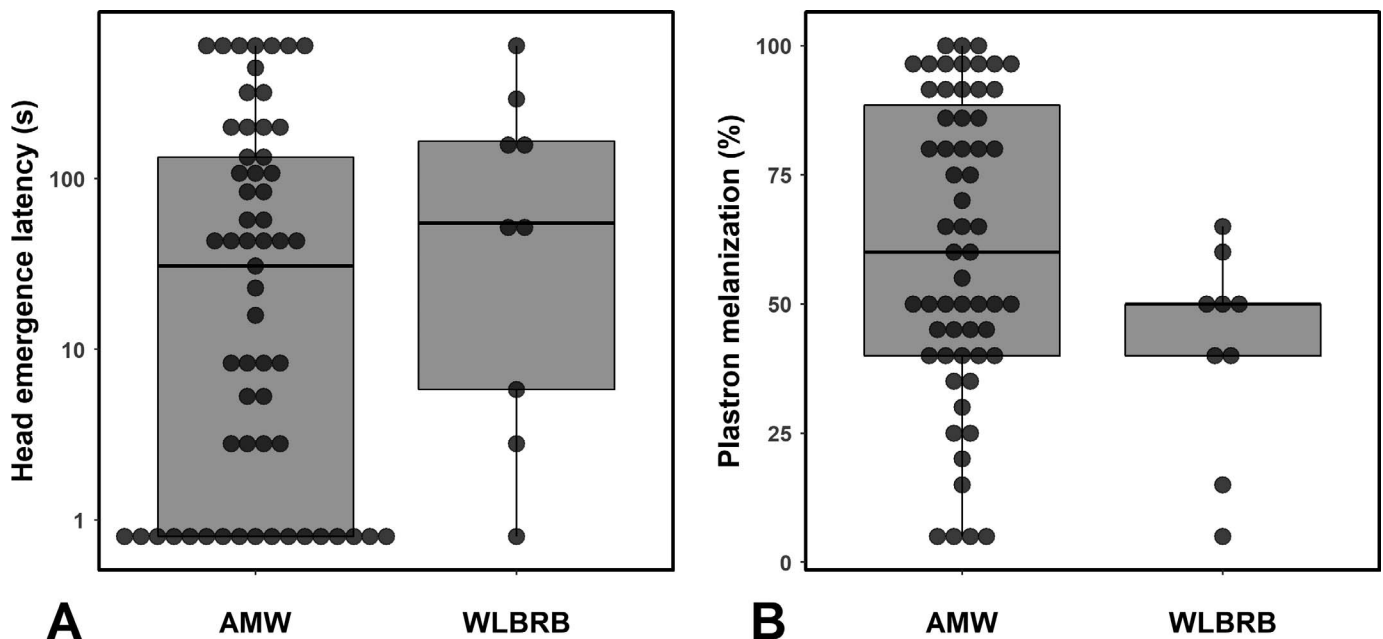 Head emergence latency (s)
100
10
1
A
AMW
WLBRB
Plastron melanization (%)
100
75
50
25
0
B
AMW
WLBRB